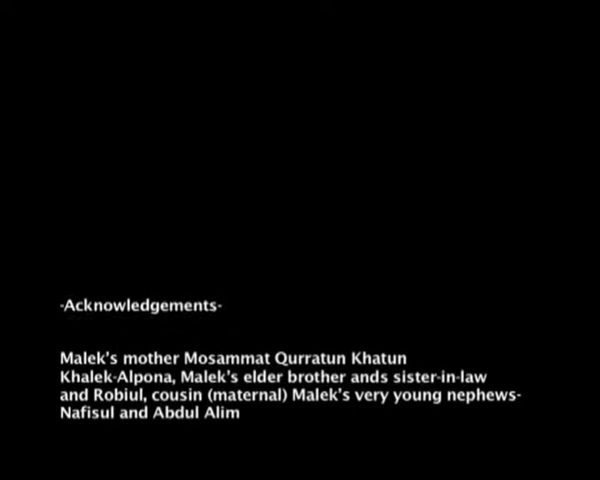 -Acknowledgements-
Malek's mother Mosammat Qurratun Khatun
Khalek-Alpona, Malek's elder brother ands sister-in-law
and Robiul, cousin (maternal) Malek's very young nephews-
Nafisul and Abdul Alim